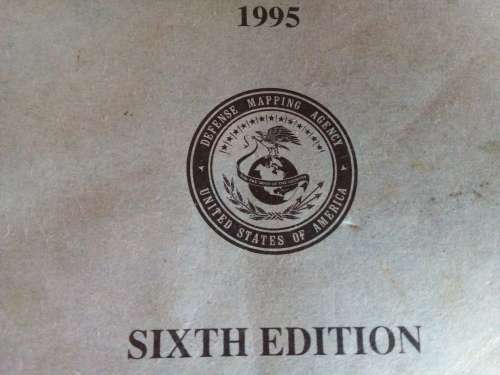 1995
DEFENSE MAPPING AGENCY
UNITED STATES OF AMERICA
SIXTH EDITION